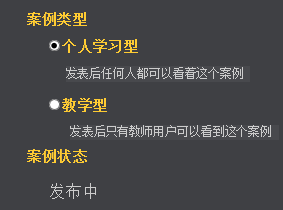 案例类型
个人学习型
发表后任何人都可以看着这个案例
教学型
发表后只有教师用户可以看到这个案例
案例状态
发布中